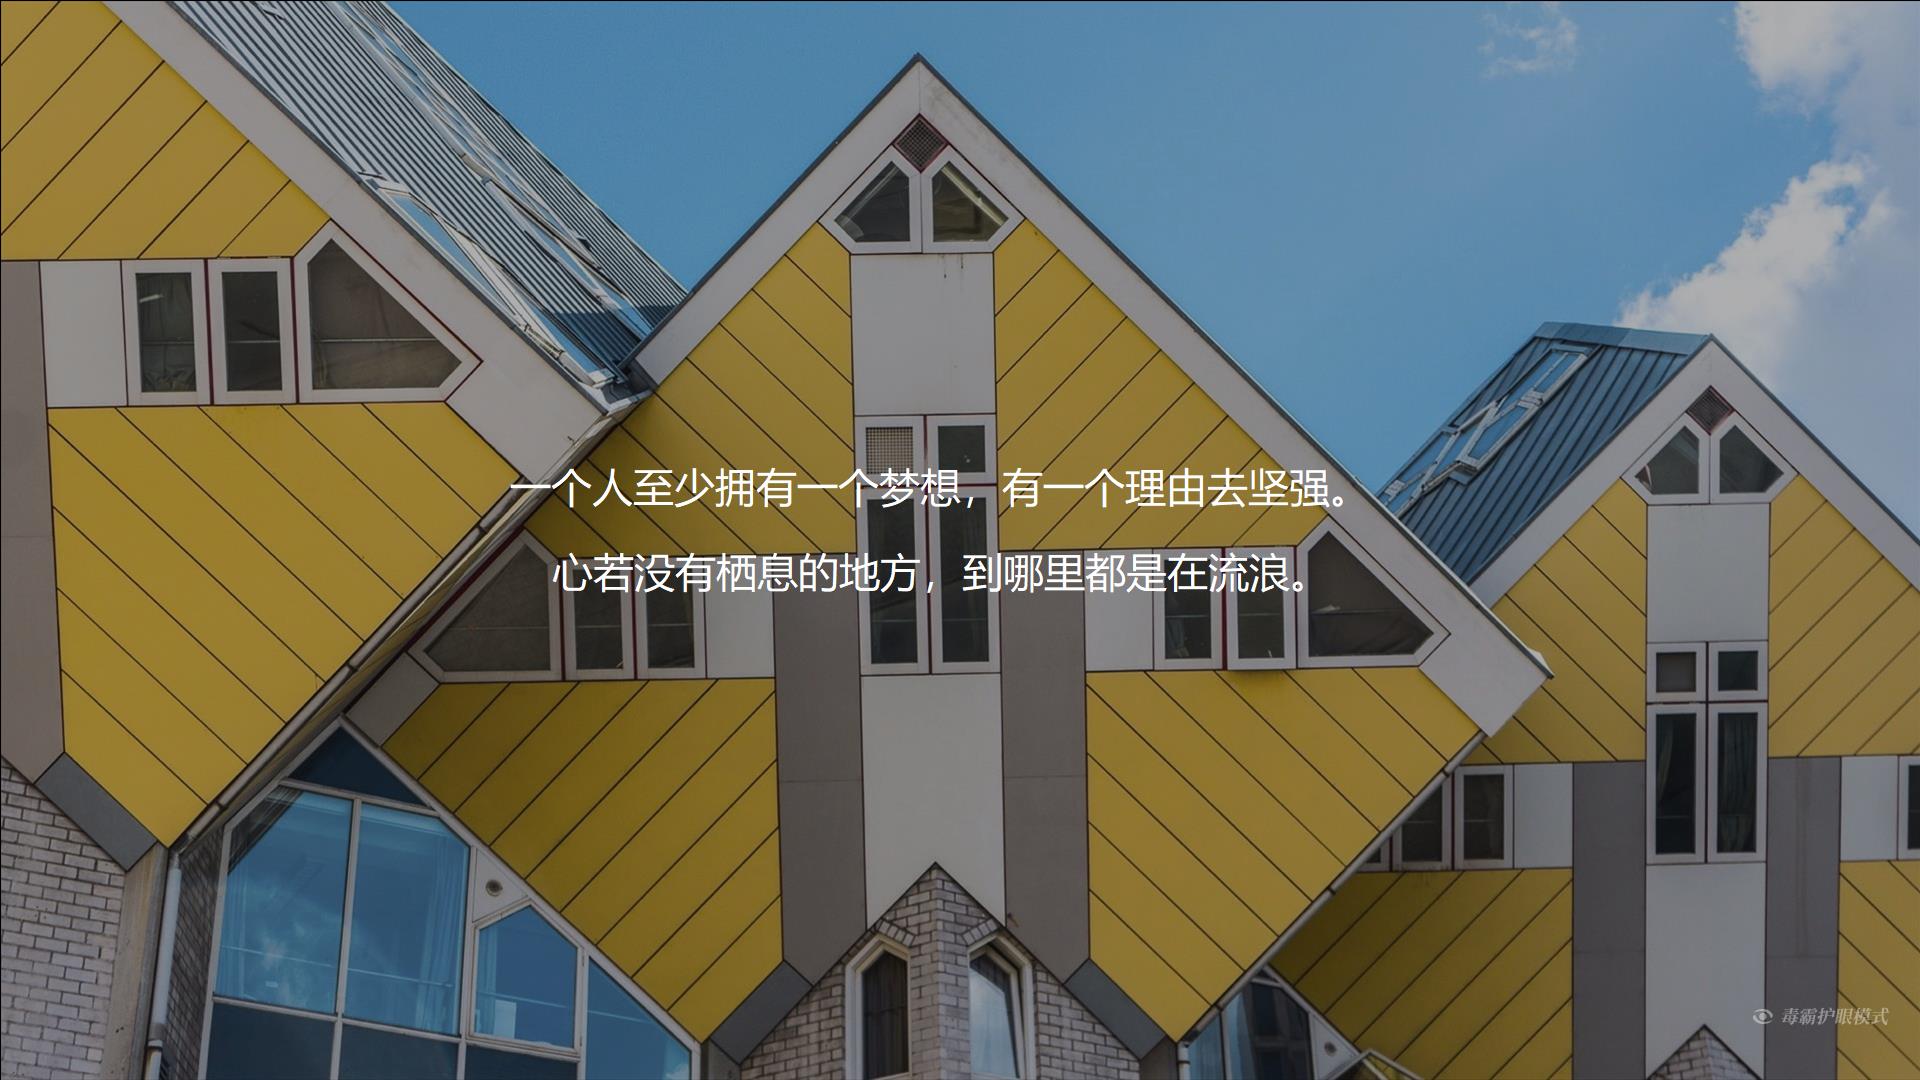 一个人至少拥有一个梦想，有一个理由去坚强。
心若没有栖息的地方，到哪里都是在流浪。
毒霸护眼模式